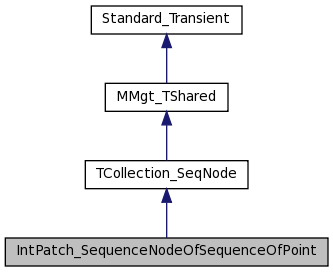 Standard_Transient
MMgt_TShared
TCollection_SeqNode
IntPatch_SequenceNodeOfSequenceOfPoint